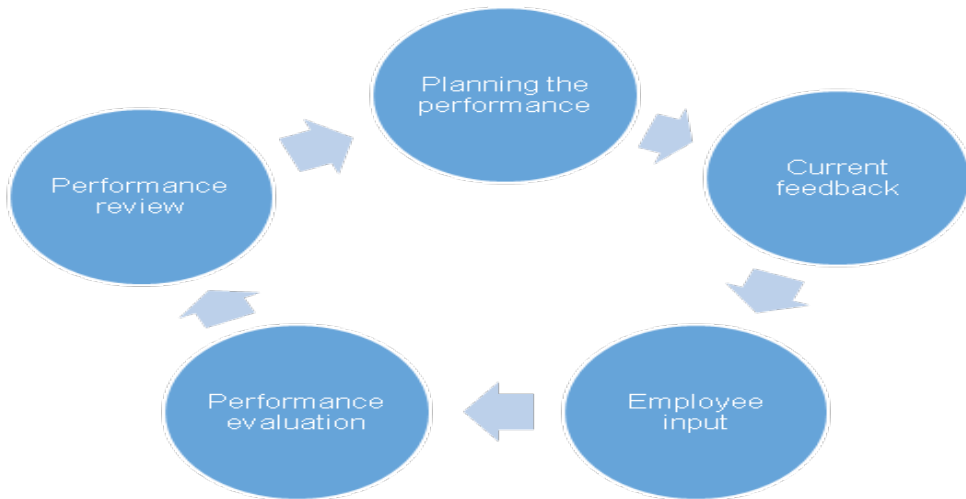 Planning the
performance
Current
feedback
Employee
input
Performance
evaluation
Performance
review